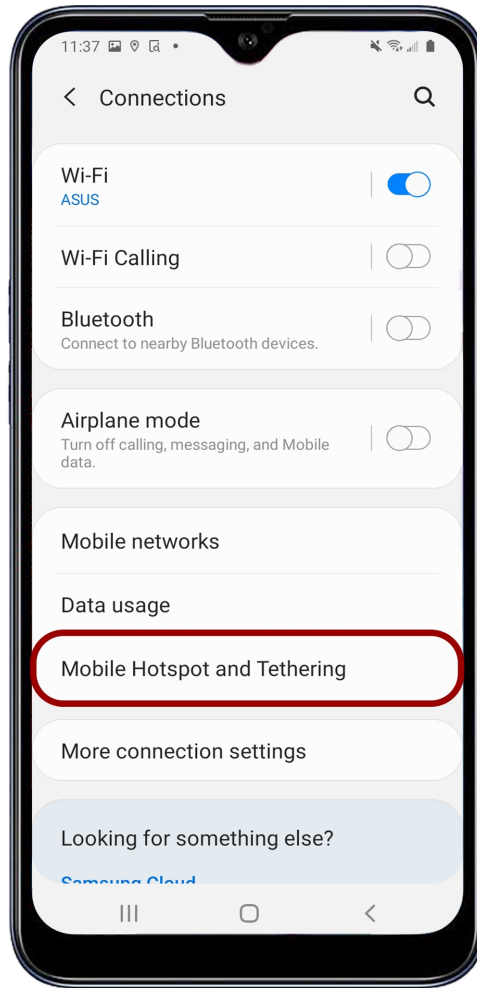 11:37
Connections
Wi-Fi
ASUS
Wi-Fi Calling
Bluetooth
Connect to nearby Bluetooth devices.
Airplane mode
Turn off calling, messaging, and Mobile
data.
Mobile networks
Data usage
Mobile Hotspot and Tethering
More connection settings
Looking for something else?
Samsung Cloud